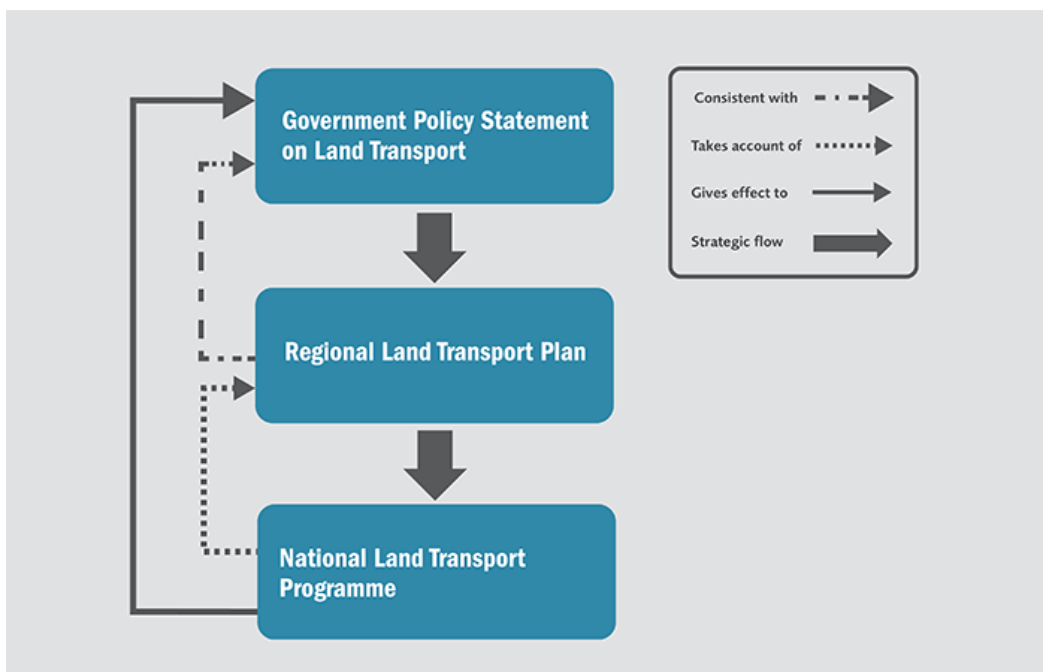 Government Policy Statement
on Land Transport
Regional Land Transport Plan
National Land Transport
Programme
Consistent with
Takes account of
Gives effect to
Strategic flow